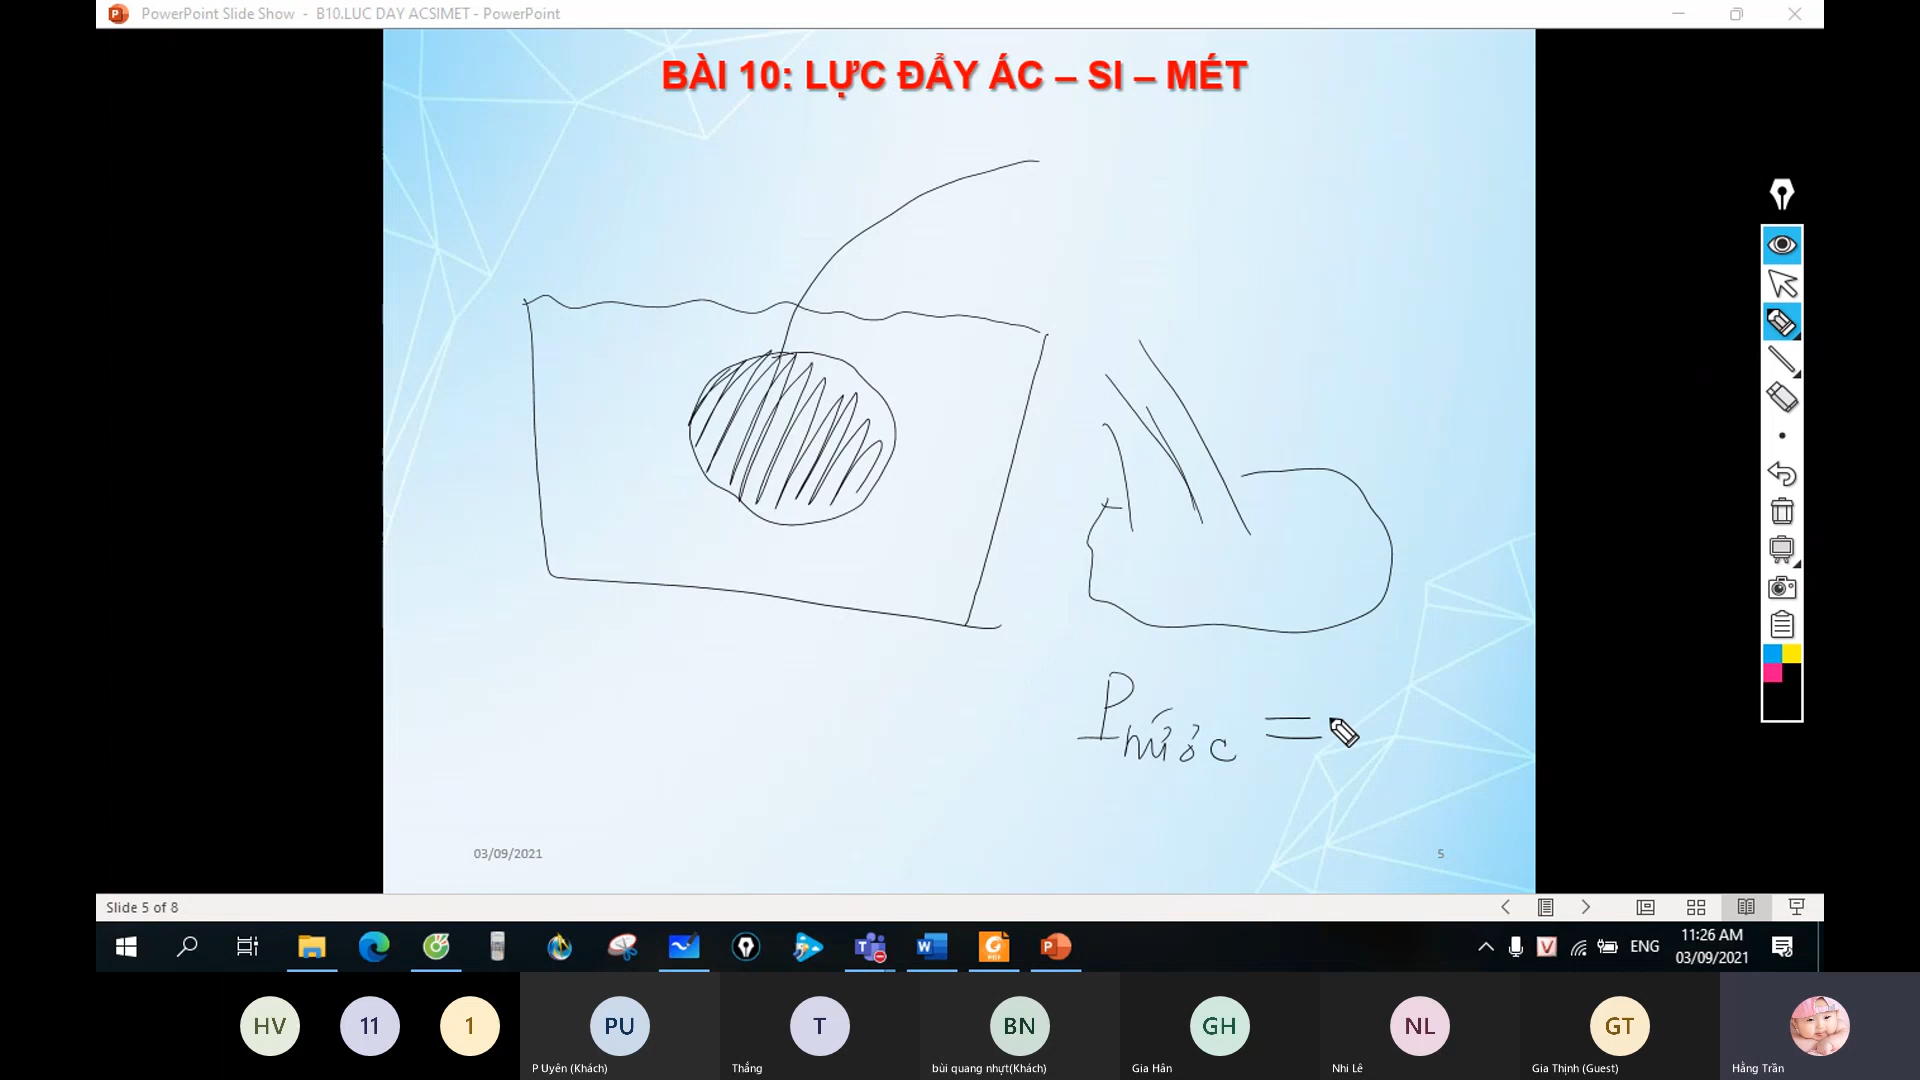 PowerPoint Slide Show - B10.LUC DAY ACSIMET - PowerPoint
BÀI 10: LỰC ĐẨY ÁC – SI – MÉT
P nước =
03/09/2021
5
Slide 5 of 8
ENG
11:26 AM
03/09/2021
HV
11
1
PU
T
BN
GH
NL
GT
P Uyên (Khách)
Thắng
bùi quang nhựt(Khách)
Gia Hân
Nhi Lê
Gia Thịnh (Guest)
Hằng Trần